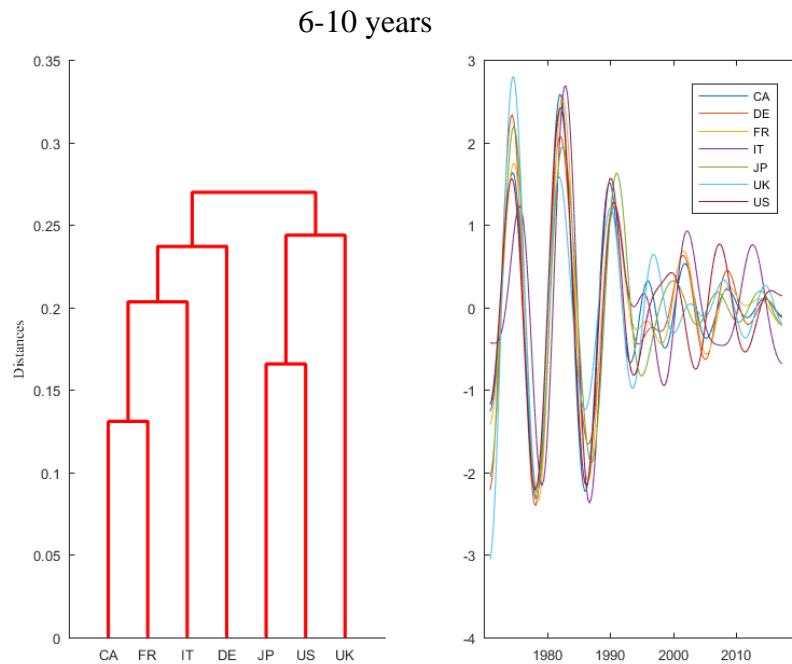 6-10 years
Distances
0.35
0.3
0.25
0.2
0.15
0.1
0.05
0
CA FR IT DE JP US UK
3
2
1
0
-1
-2
-3
-4
1980 1990 2000 2010
CA
DE
FR
IT
JP
UK
US